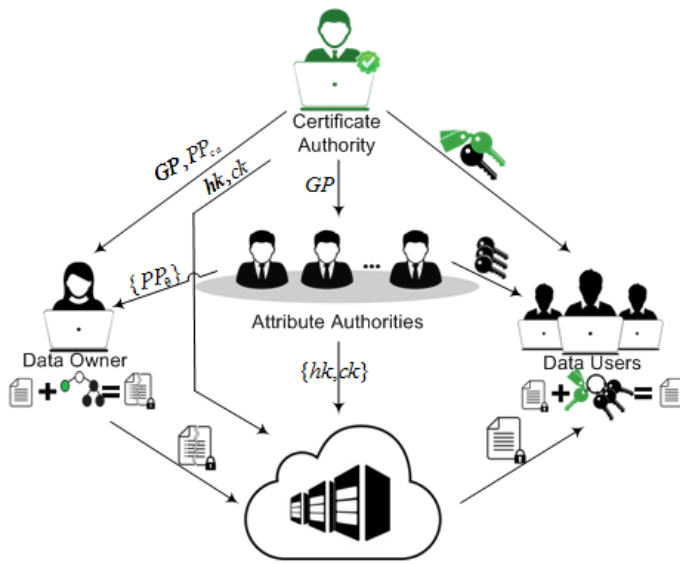 Certificate
Authority
GP, PP_ca
hk, ck
GP
{PP_θ}
...
Attribute Authorities
Data Owner
+
=
{hk, ck}
Data Users
+
=